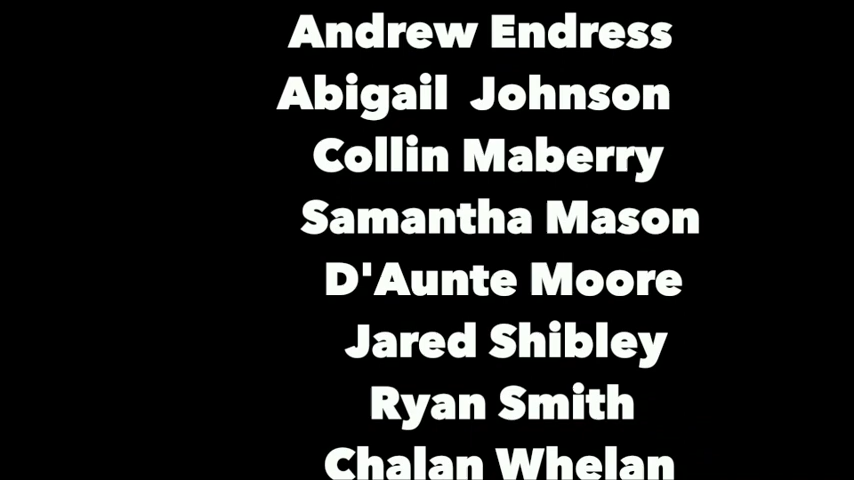 Andrew Endress
Abigail Johnson
Collin Maberry
Samantha Mason
D'Aunte Moore
Jared Shibley
Ryan Smith
Chalan Whelan